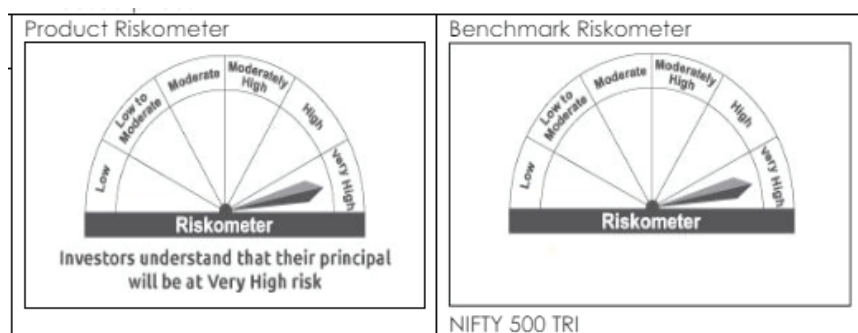 Product Riskometer
Low
Low to
Moderate
Moderate
Moderately
High
High
Very High
Riskometer
Investors understand that their principal
will be at Very High risk
Benchmark Riskometer
Low
Low to
Moderate
Moderate
Moderately
High
High
Very High
Riskometer
NIFTY 500 TRI